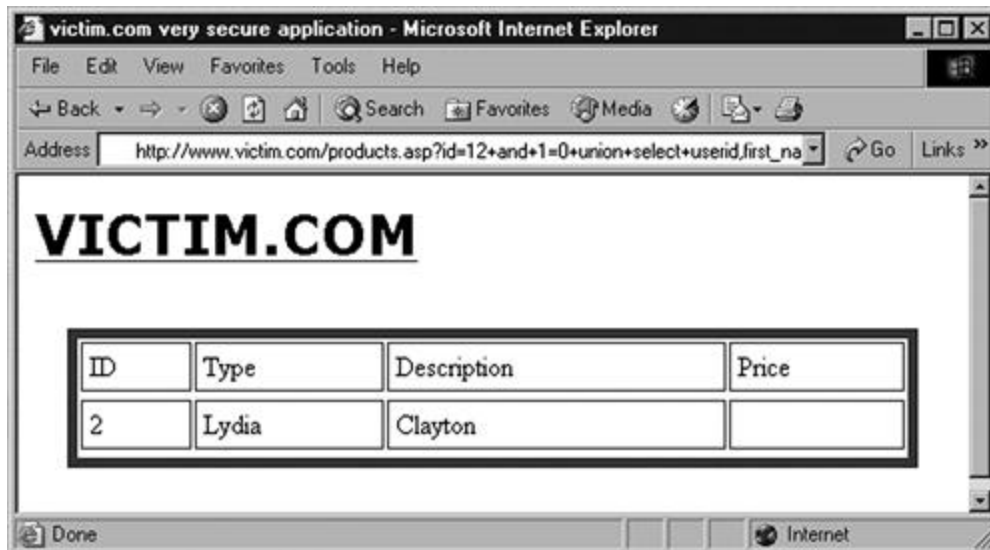 victim.com very secure application - Microsoft Internet Explorer
File Edit View Favorites Tools Help
Back Search Favorites Media
Address http://www.victim.com/products.asp?id=12+and+1=0+union+select+userid,first_na Go Links »
VICTIM.COM
ID Type Description Price
2 Lydia Clayton
Done Internet